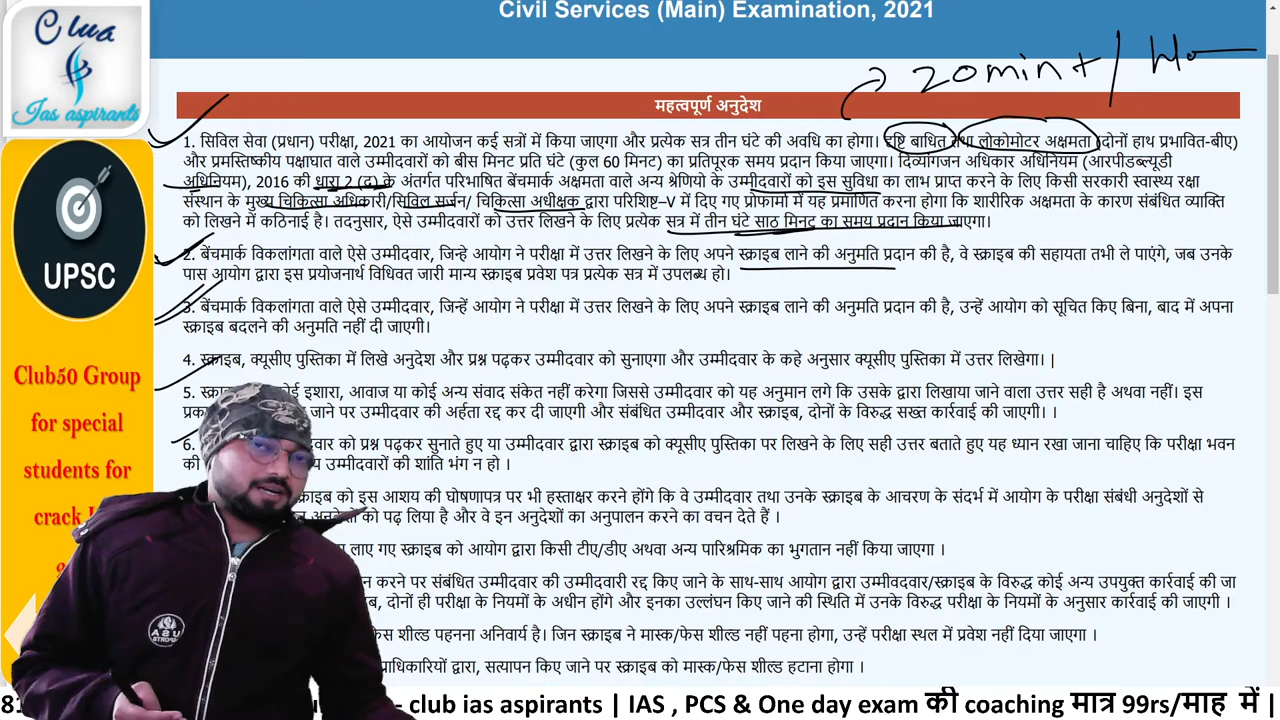 Civil Services (Main) Examination, 2021
Club
Ias aspirants
20 min + /
महत्वपूर्ण अनुदेश
1. सिविल सेवा (प्रधान) परीक्षा, 2021 का आयोजन कई सत्रों में किया जाएगा और प्रत्येक सत्र तीन घंटे की अवधि का होगा। दृष्टि बाधित तथा लोकोमोटर अक्षमता (दोनों हाथ प्रभावित-बीए)
और प्रमस्तिष्कीय पक्षाघात वाले उम्मीदवारों को बीस मिनट प्रति घंटे (कुल 60 मिनट) का प्रतिपूरक समय प्रदान किया जाएगा। दिव्यांगजन अधिकार अधिनियम (आरपीडब्ल्यूडी
अधिनियम), 2016 की धारा 2 (द) के अंतर्गत परिभाषित बेंचमार्क अक्षमता वाले अन्य श्रेणियो के उम्मीदवारों को इस सुविधा का लाभ प्राप्त करने के लिए किसी सरकारी स्वास्थ्य रक्षा
संस्थान के मुख्य चिकित्सा अधिकारी/सिविल सर्जन/ चिकित्सा अधीक्षक द्वारा परिशिष्ट–V में दिए गए प्रोफार्मा में यह प्रमाणित करना होगा कि शारीरिक अक्षमता के कारण संबंधित व्यक्ति
को लिखने में कठिनाई है। तदनुसार, ऐसे उम्मीदवारों को उत्तर लिखने के लिए प्रत्येक सत्र में तीन घंटे साठ मिनट का समय प्रदान किया जाएगा।
2. बेंचमार्क विकलांगता वाले ऐसे उम्मीदवार, जिन्हे आयोग ने परीक्षा में उत्तर लिखने के लिए अपने स्क्राइब लाने की अनुमति प्रदान की है, वे स्क्राइब की सहायता तभी ले पाएंगे, जब उनके
पास आयोग द्वारा इस प्रयोजनार्थ विधिवत जारी मान्य स्क्राइब प्रवेश पत्र प्रत्येक सत्र में उपलब्ध हो।
3. बेंचमार्क विकलांगता वाले ऐसे उम्मीदवार, जिन्हें आयोग ने परीक्षा में उत्तर लिखने के लिए अपने स्क्राइब लाने की अनुमति प्रदान की है, उन्हें आयोग को सूचित किए बिना, बाद में अपना
स्क्राइब बदलने की अनुमति नहीं दी जाएगी।
4. स्क्राइब, क्यूसीए पुस्तिका में लिखे अनुदेश और प्रश्न पढ़कर उम्मीदवार को सुनाएगा और उम्मीदवार के कहे अनुसार क्यूसीए पुस्तिका में उत्तर लिखेगा। |
5. इशारा, आवाज या कोई अन्य संवाद संकेत नहीं करेगा जिससे उम्मीदवार को यह अनुमान लगे कि उसके द्वारा लिखाया जाने वाला उत्तर सही है अथवा नहीं। इस
जाने पर उम्मीदवार की अर्हता रद्द कर दी जाएगी और संबंधित उम्मीदवार और स्क्राइब, दोनों के विरुद्ध सख्त कार्रवाई की जाएगी। ।
6. को प्रश्न पढ़कर सुनाते हुए या उम्मीदवार द्वारा स्क्राइब को क्यूसीए पुस्तिका पर लिखने के लिए सही उत्तर बताते हुए यह ध्यान रखा जाना चाहिए कि परीक्षा भवन
की उम्मीदवारों की शांति भंग न हो ।
को इस आशय की घोषणापत्र पर भी हस्ताक्षर करने होंगे कि वे उम्मीदवार तथा उनके स्क्राइब के आचरण के संदर्भ में आयोग के परीक्षा संबंधी अनुदेशों से
को पढ़ लिया है और वे इन अनुदेशों का अनुपालन करने का वचन देते हैं ।
लाए गए स्क्राइब को आयोग द्वारा किसी टीए/डीए अथवा अन्य पारिश्रमिक का भुगतान नहीं किया जाएगा ।
करने पर संबंधित उम्मीदवार की उम्मीदवारी रद्द किए जाने के साथ-साथ आयोग द्वारा उम्मीवदवार/स्क्राइब के विरुद्ध कोई अन्य उपयुक्त कार्रवाई की जा
दोनों ही परीक्षा के नियमों के अधीन होंगे और इनका उल्लंघन किए जाने की स्थिति में उनके विरुद्ध परीक्षा के नियमों के अनुसार कार्रवाई की जाएगी ।
शील्ड पहनना अनिवार्य है। जिन स्क्राइब ने मास्क/फेस शील्ड नहीं पहना होगा, उन्हें परीक्षा स्थल में प्रवेश नहीं दिया जाएगा ।
द्वारा, सत्यापन किए जाने पर स्क्राइब को मास्क/फेस शील्ड हटाना होगा ।
UPSC
Club50 Group
for special
students for
crack
USA
SPORTS
81 - club ias aspirants | IAS , PCS & One day exam की coaching मात्र 99rs/माह में |